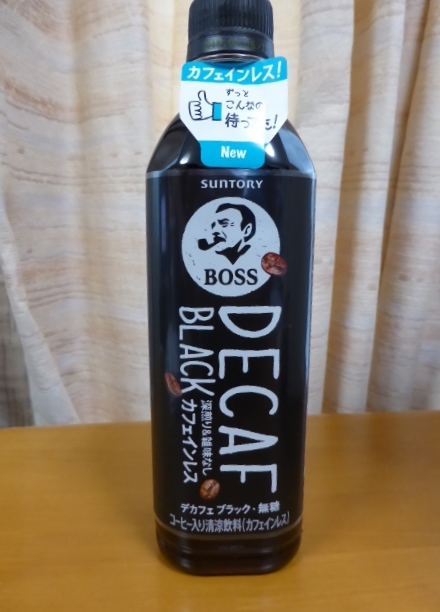 カフェインレス!
ずっと
こんなの
New
SUNTORY
BOSS
DECAF
BLACK
深煎り&雑味なし
カフェインレス
デカフェ ブラック・無糖
コーヒー入り清涼飲料(カフェインレス)